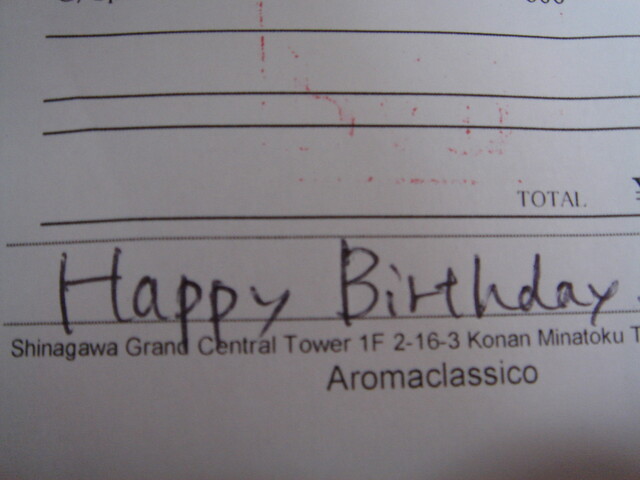 TOTAL ¥
Happy Birthday
Shinagawa Grand Central Tower 1F 2-16-3 Konan Minatoku T
Aromaclassico